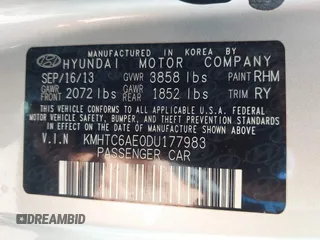 MANUFACTURED IN KOREA BY
HYUNDAI MOTOR COMPANY
SEP/16/13 GVWR 3858 lbs PAINT RHM
GAWR FRONT 2072 lbs GAWR REAR 1852 lbs TRIM RY
THIS VEHICLE CONFORMS TO ALL APPLICABLE U.S.A. FEDERAL
MOTOR VEHICLE SAFETY, BUMPER, AND THEFT PREVENTION
STANDARDS IN EFFECT ON THE DATE OF MANUFACTURE SHOWN ABOVE.
V.I.N KMHTC6AE0DU177983
PASSENGER CAR
DREAMBID